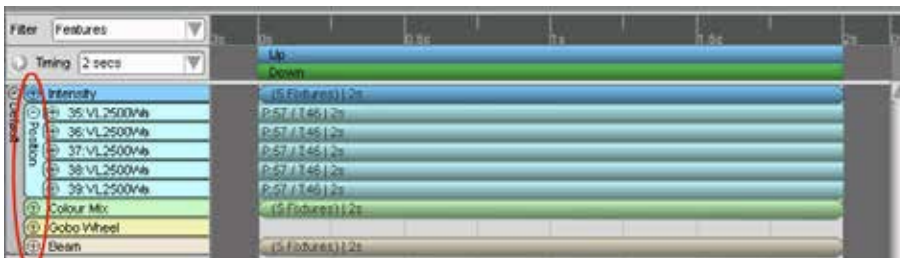 Filter Features
0s 0.5s 1s 1.5s 2s
Timing 2 secs
Up
Down
Default
Intensity (5 Fixtures) | 2s
Position
35:VL2500Wa P:57 / T:46 | 2s
36:VL2500Wa P:57 / T:46 | 2s
37:VL2500Wa P:57 / T:46 | 2s
38:VL2500Wa P:57 / T:46 | 2s
39:VL2500Wa P:57 / T:46 | 2s
Colour Mix (5 Fixtures) | 2s
Gobo Wheel
Beam (5 Fixtures) | 2s